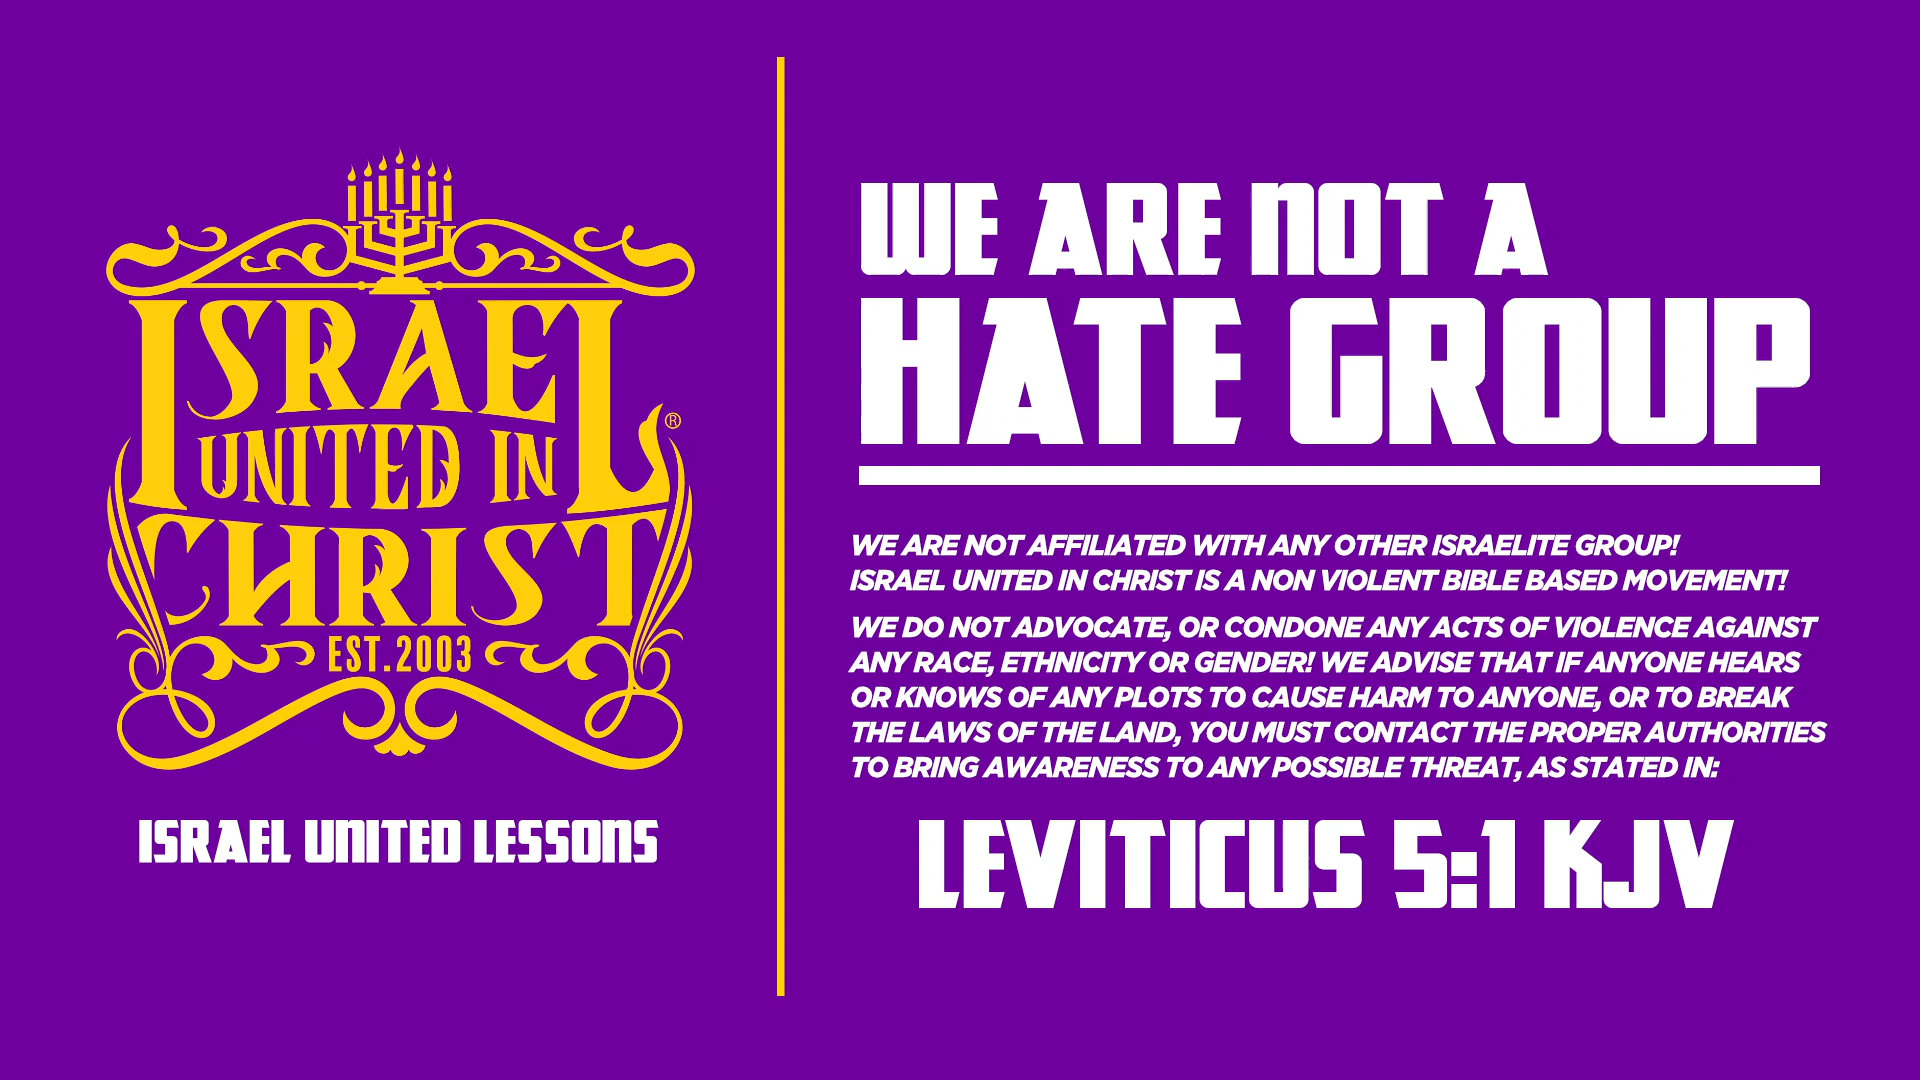 ISRAEL
UNITED IN
CHRIST
®
EST.2003
ISRAEL UNITED LESSONS
WE ARE NOT A
HATE GROUP
WE ARE NOT AFFILIATED WITH ANY OTHER ISRAELITE GROUP!
ISRAEL UNITED IN CHRIST IS A NON VIOLENT BIBLE BASED MOVEMENT!
WE DO NOT ADVOCATE, OR CONDONE ANY ACTS OF VIOLENCE AGAINST
ANY RACE, ETHNICITY OR GENDER! WE ADVISE THAT IF ANYONE HEARS
OR KNOWS OF ANY PLOTS TO CAUSE HARM TO ANYONE, OR TO BREAK
THE LAWS OF THE LAND, YOU MUST CONTACT THE PROPER AUTHORITIES
TO BRING AWARENESS TO ANY POSSIBLE THREAT, AS STATED IN:
LEVITICUS 5:1 KJV